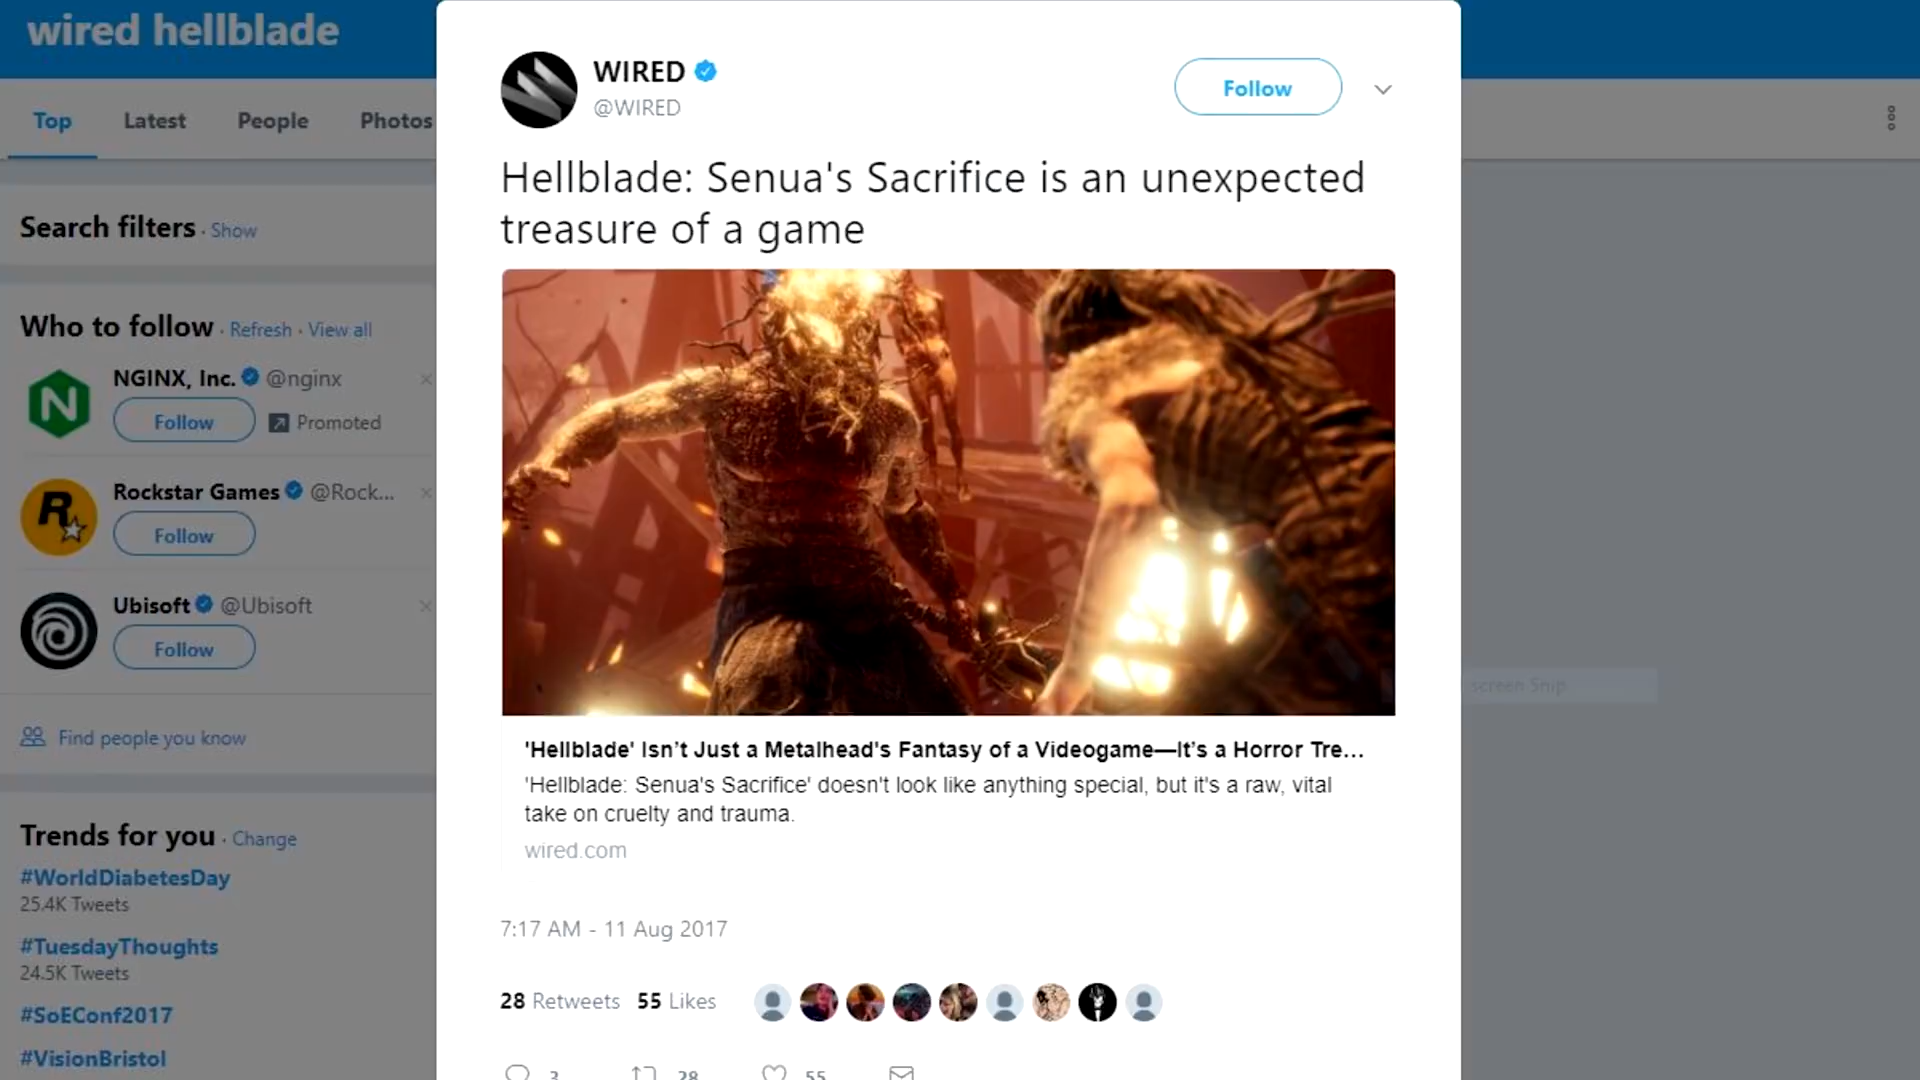 wired hellblade
Top Latest People Photos
Search filters · Show
Who to follow · Refresh · View all
NGINX, Inc. @nginx
Follow Promoted
Rockstar Games @Rock...
Follow
Ubisoft @Ubisoft
Follow
Find people you know
Trends for you · Change
#WorldDiabetesDay
25.4K Tweets
#TuesdayThoughts
24.5K Tweets
#SoEConf2017
#VisionBristol
WIRED
@WIRED
Follow
Hellblade: Senua's Sacrifice is an unexpected
treasure of a game
'Hellblade' Isn’t Just a Metalhead's Fantasy of a Videogame—It’s a Horror Tre...
'Hellblade: Senua's Sacrifice' doesn't look like anything special, but it's a raw, vital
take on cruelty and trauma.
wired.com
7:17 AM - 11 Aug 2017
28 Retweets 55 Likes
3 28 55
screen Snip